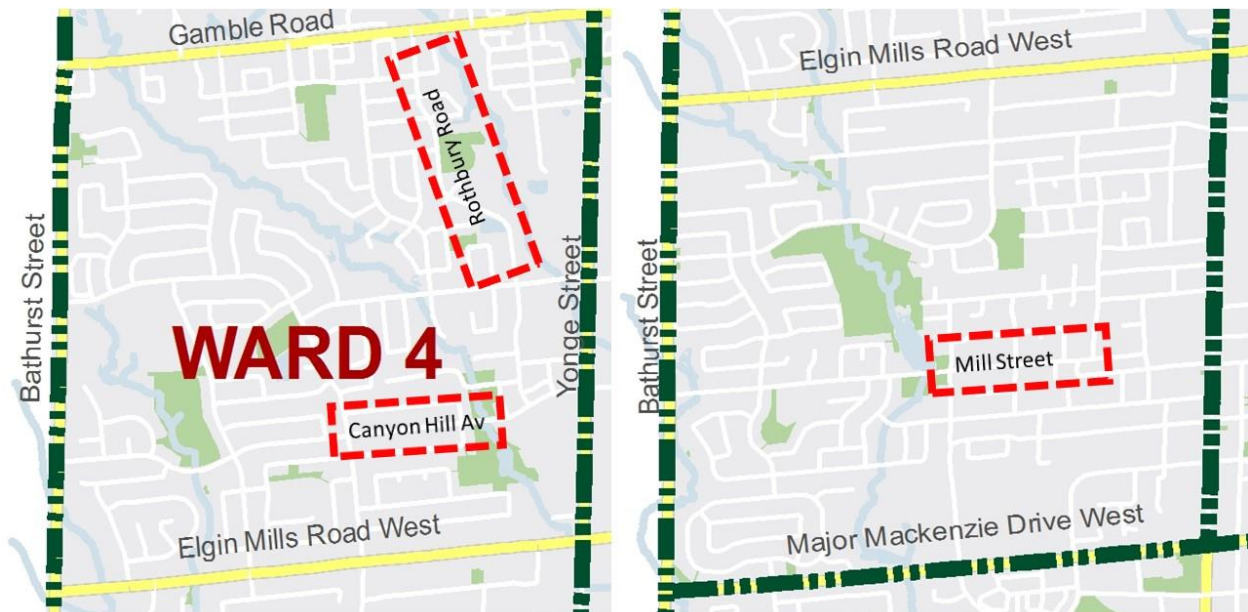 Gamble Road
Rothbury Road
Bathurst Street
Yonge Street
WARD 4
Canyon Hill Av
Elgin Mills Road West
Elgin Mills Road West
Bathurst Street
Mill Street
Major Mackenzie Drive West